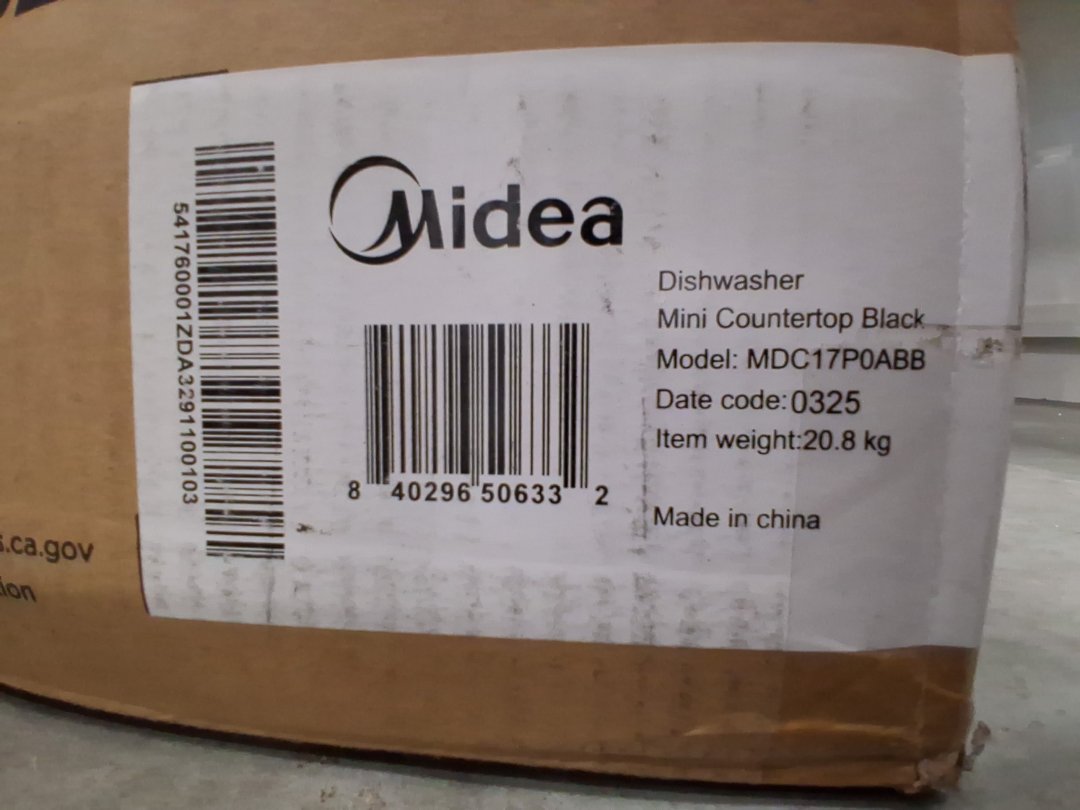 Midea
541760001ZDA3291100103
8 40296 50633 2
Dishwasher
Mini Countertop Black
Model: MDC17P0ABB
Date code:0325
Item weight:20.8 kg
Made in china
.ca.gov